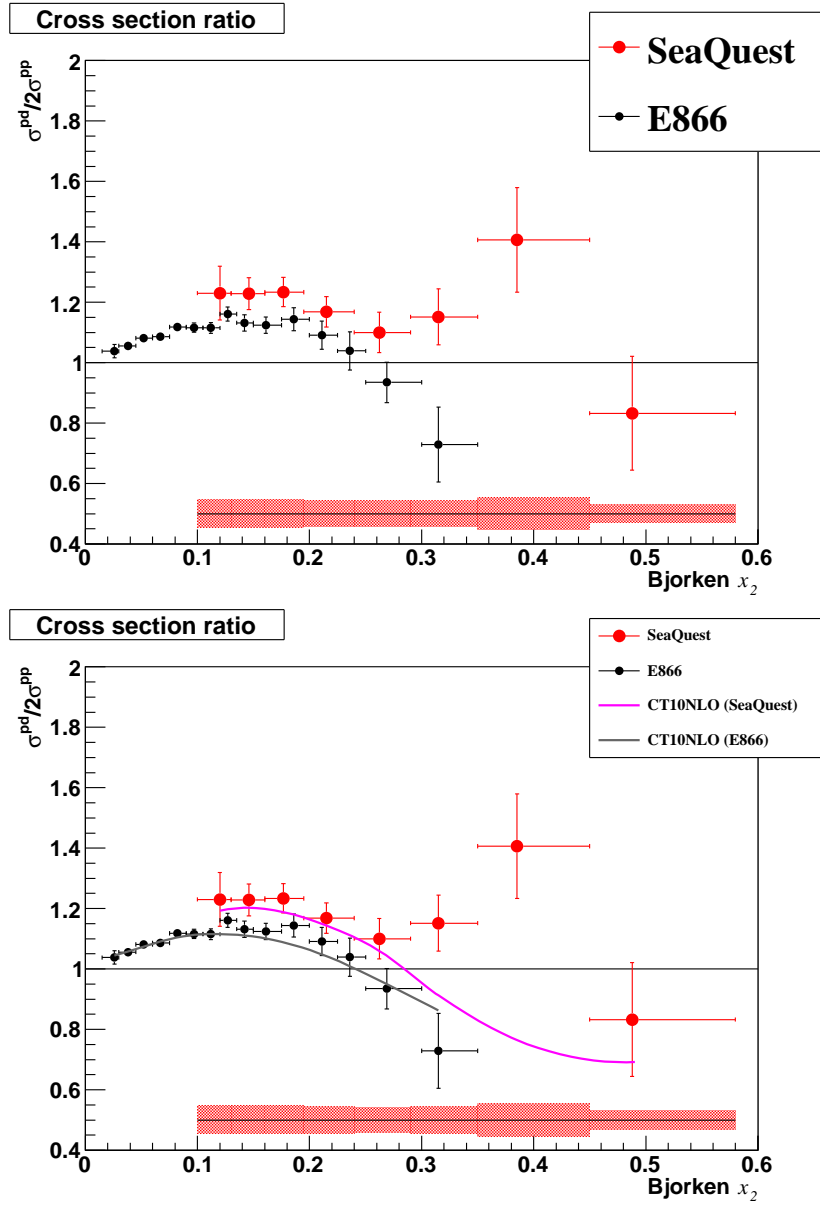 Cross section ratio
SeaQuest
E866
σ^pd/2σ^pp
2
1.8
1.6
1.4
1.2
1
0.8
0.6
0.4
0 0.1 0.2 0.3 0.4 0.5 0.6
Bjorken x_2
Cross section ratio
SeaQuest
E866
CT10NLO (SeaQuest)
CT10NLO (E866)
σ^pd/2σ^pp
2
1.8
1.6
1.4
1.2
1
0.8
0.6
0.4
0 0.1 0.2 0.3 0.4 0.5 0.6
Bjorken x_2